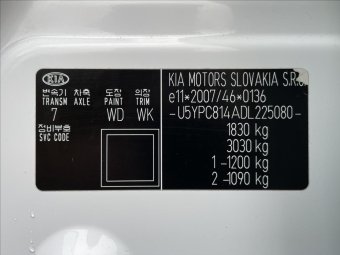 KIA
변속기 차축 도장 의장
TRANSM AXLE PAINT TRIM
7 WD WK
장비부호
SVC CODE
KIA MOTORS SLOVAKIA S.R.O
e11*2007/46*0136
-U5YPC814ADL225080-
1830 kg
3030 kg
1-1200 kg
2-1090 kg